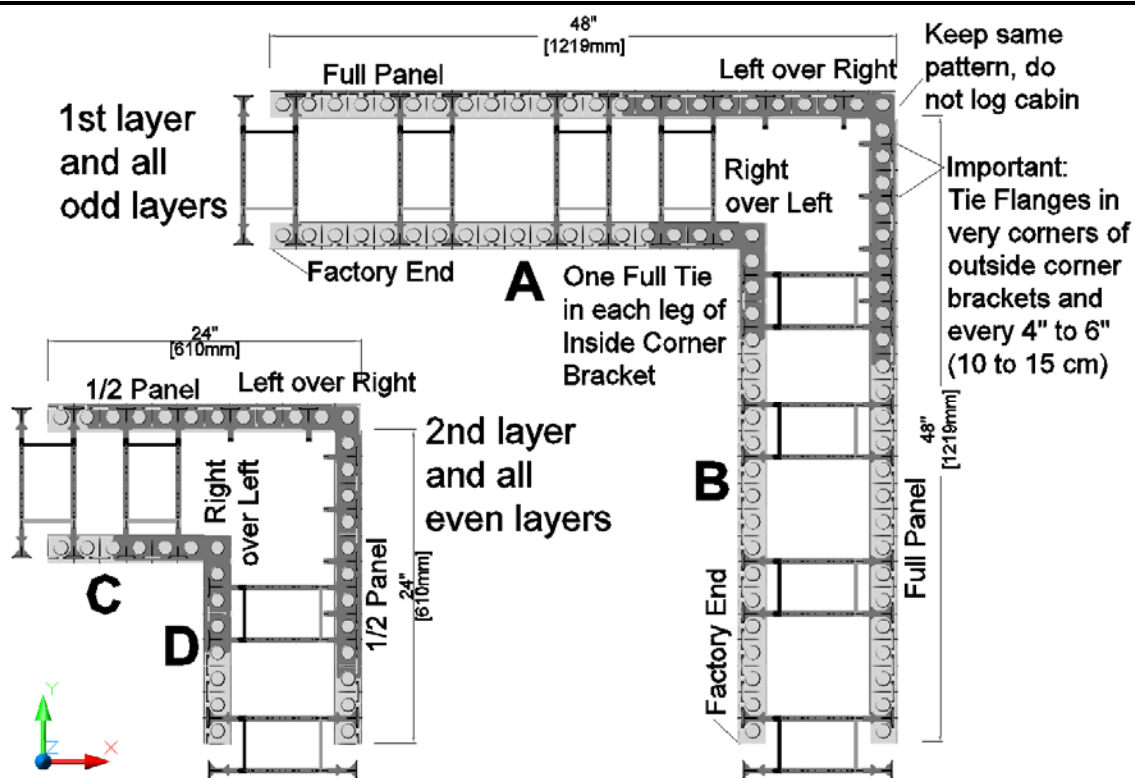 48"
[1219mm]
Full Panel
Left over Right
Keep same
pattern, do
not log cabin
1st layer
and all
odd layers
Right
over Left
Important:
Tie Flanges in
very corners of
outside corner
brackets and
every 4" to 6"
(10 to 15 cm)
Factory End
A
One Full Tie
in each leg of
Inside Corner
Bracket
24"
[610mm]
1/2 Panel
Left over Right
2nd layer
and all
even layers
Right
over Left
C
D
1/2 Panel
24"
[610mm]
B
Full Panel
48"
[1219mm]
Factory End
Y
Z
X